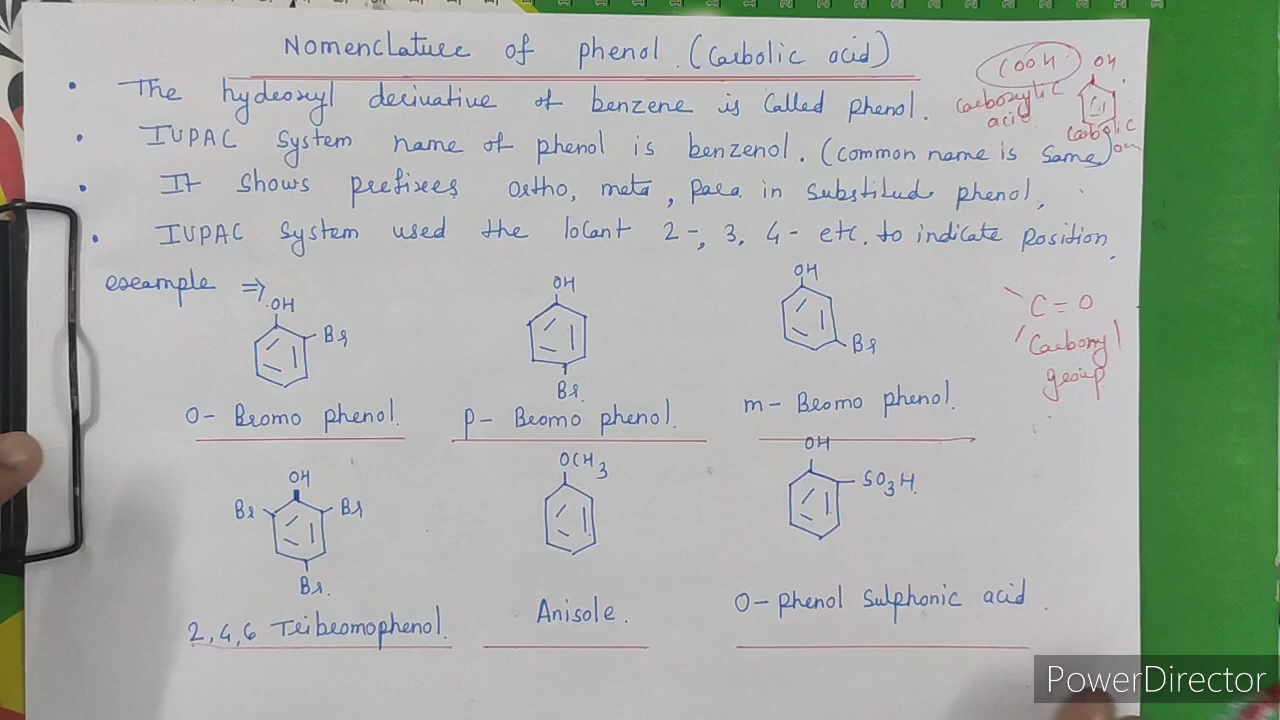 Nomenclature of phenol. (Carbolic acid)
• The hydroxyl derivative of benzene is called phenol.
• IUPAC system name of phenol is benzenol. (common name is same)
• It shows prefixes ortho, meta, para in substitud phenol,
• IUPAC system used the locant 2-, 3, 4- etc. to indicate position.
COOH
carboxylic
acid
OH
Carbolic
example ⇒
OH
Br
O- Bromo phenol.
OH
Br.
p- Bromo phenol.
OH
Br
m- Bromo phenol.
C = O
Carbonyl
group
OH
Br
Br
Br.
2,4,6 Tribromophenol.
OCH3
Anisole.
OH
SO3H.
O-phenol sulphonic acid.
PowerDirector